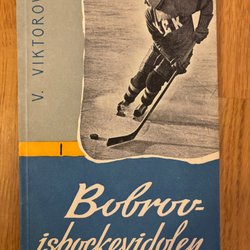 V. VIKTOROV
Bobrov-
ishockeyidolen